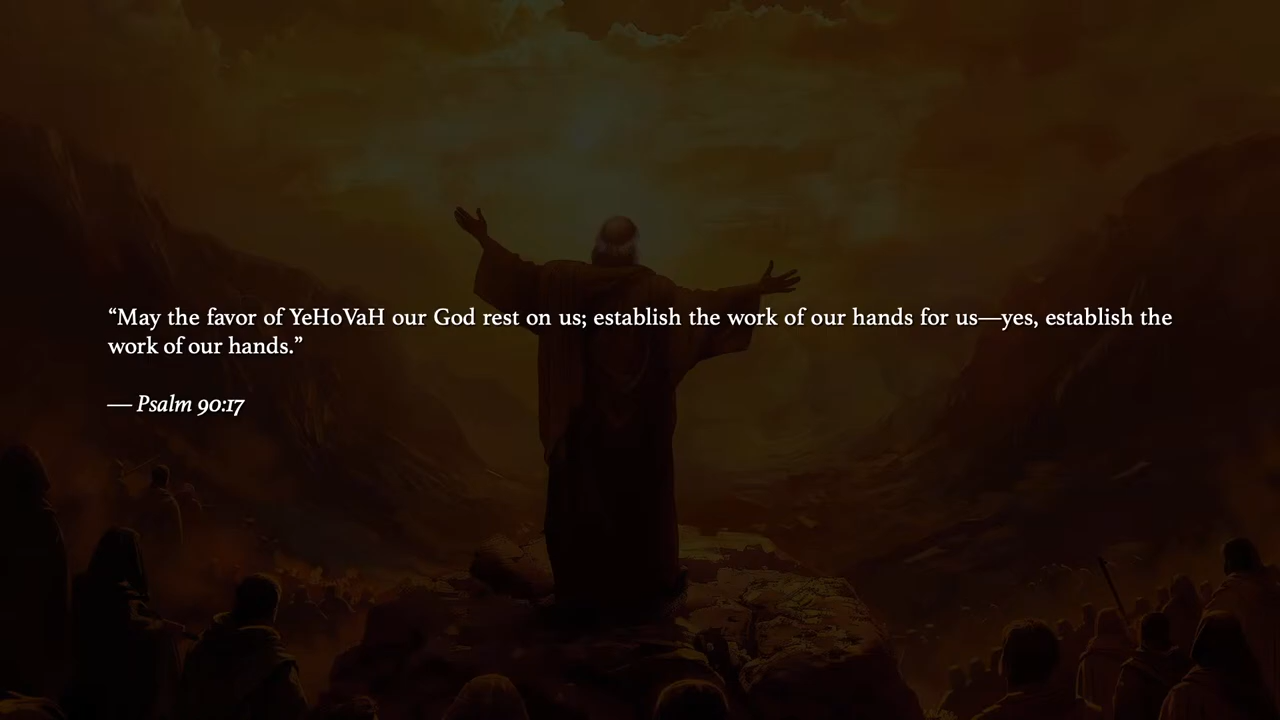 “May the favor of YeHoVaH our God rest on us; establish the work of our hands for us—yes, establish the
work of our hands.”
— Psalm 90:17